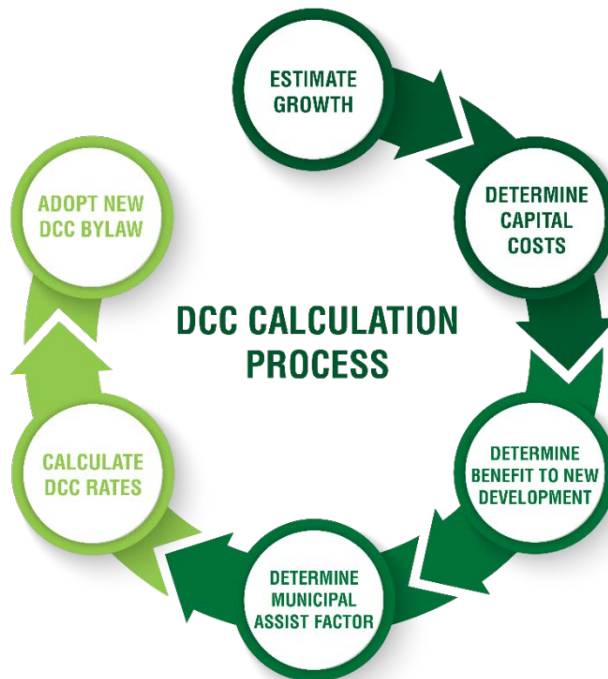 ESTIMATE
GROWTH
DETERMINE
CAPITAL
COSTS
DETERMINE
BENEFIT TO NEW
DEVELOPMENT
DETERMINE
MUNICIPAL
ASSIST FACTOR
CALCULATE
DCC RATES
ADOPT NEW
DCC BYLAW
DCC CALCULATION
PROCESS